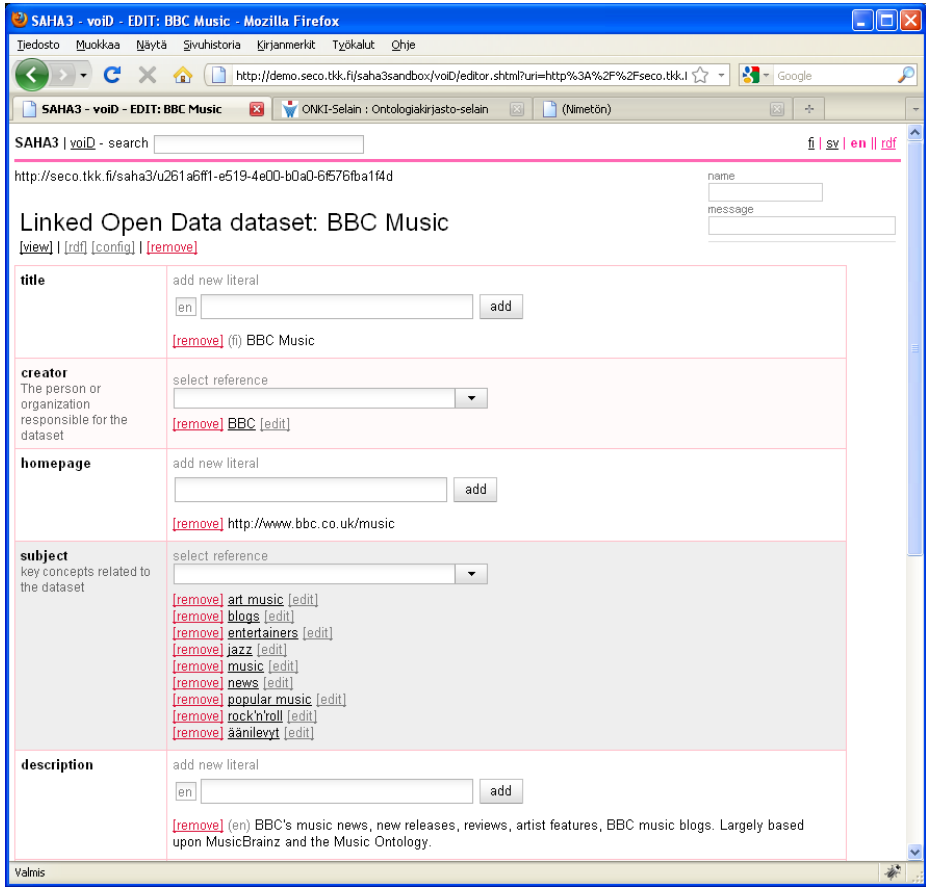 SAHA3 - voiD - EDIT: BBC Music - Mozilla Firefox
Tiedosto Muokkaa Näytä Sivuhistoria Kirjanmerkit Työkalut Ohje
http://demo.seco.tkk.fi/saha3sandbox/voiD/editor.shtml?uri=http%3A%2F%2Fseco.tkk.f
Google
SAHA3 - voiD - EDIT: BBC Music
ONKI-Selain : Ontologiakirjasto-selain
(Nimetön)
SAHA3 | voiD - search
fi | sv | en || rdf
http://seco.tkk.fi/saha3/u261a6ff1-e519-4e00-b0a0-6f576fba1f4d
name
message
Linked Open Data dataset: BBC Music
[view] | [rdf] [config] | [remove]
title
add new literal
en
add
[remove] (fi) BBC Music
creator
The person or
organization
responsible for the
dataset
select reference
[remove] BBC [edit]
homepage
add new literal
add
[remove] http://www.bbc.co.uk/music
subject
key concepts related to
the dataset
select reference
[remove] art music [edit]
[remove] blogs [edit]
[remove] entertainers [edit]
[remove] jazz [edit]
[remove] music [edit]
[remove] news [edit]
[remove] popular music [edit]
[remove] rock'n'roll [edit]
[remove] äänilevyt [edit]
description
add new literal
en
add
[remove] (en) BBC's music news, new releases, reviews, artist features, BBC music blogs. Largely based
upon MusicBrainz and the Music Ontology.
Valmis